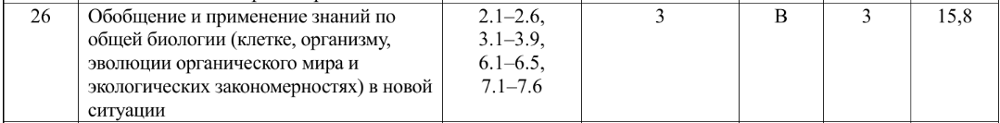 26 Обобщение и применение знаний по 2.1–2.6, 3 В 3 15,8
общей биологии (клетке, организму, 3.1–3.9,
эволюции органического мира и 6.1–6.5,
экологических закономерностях) в новой 7.1–7.6
ситуации